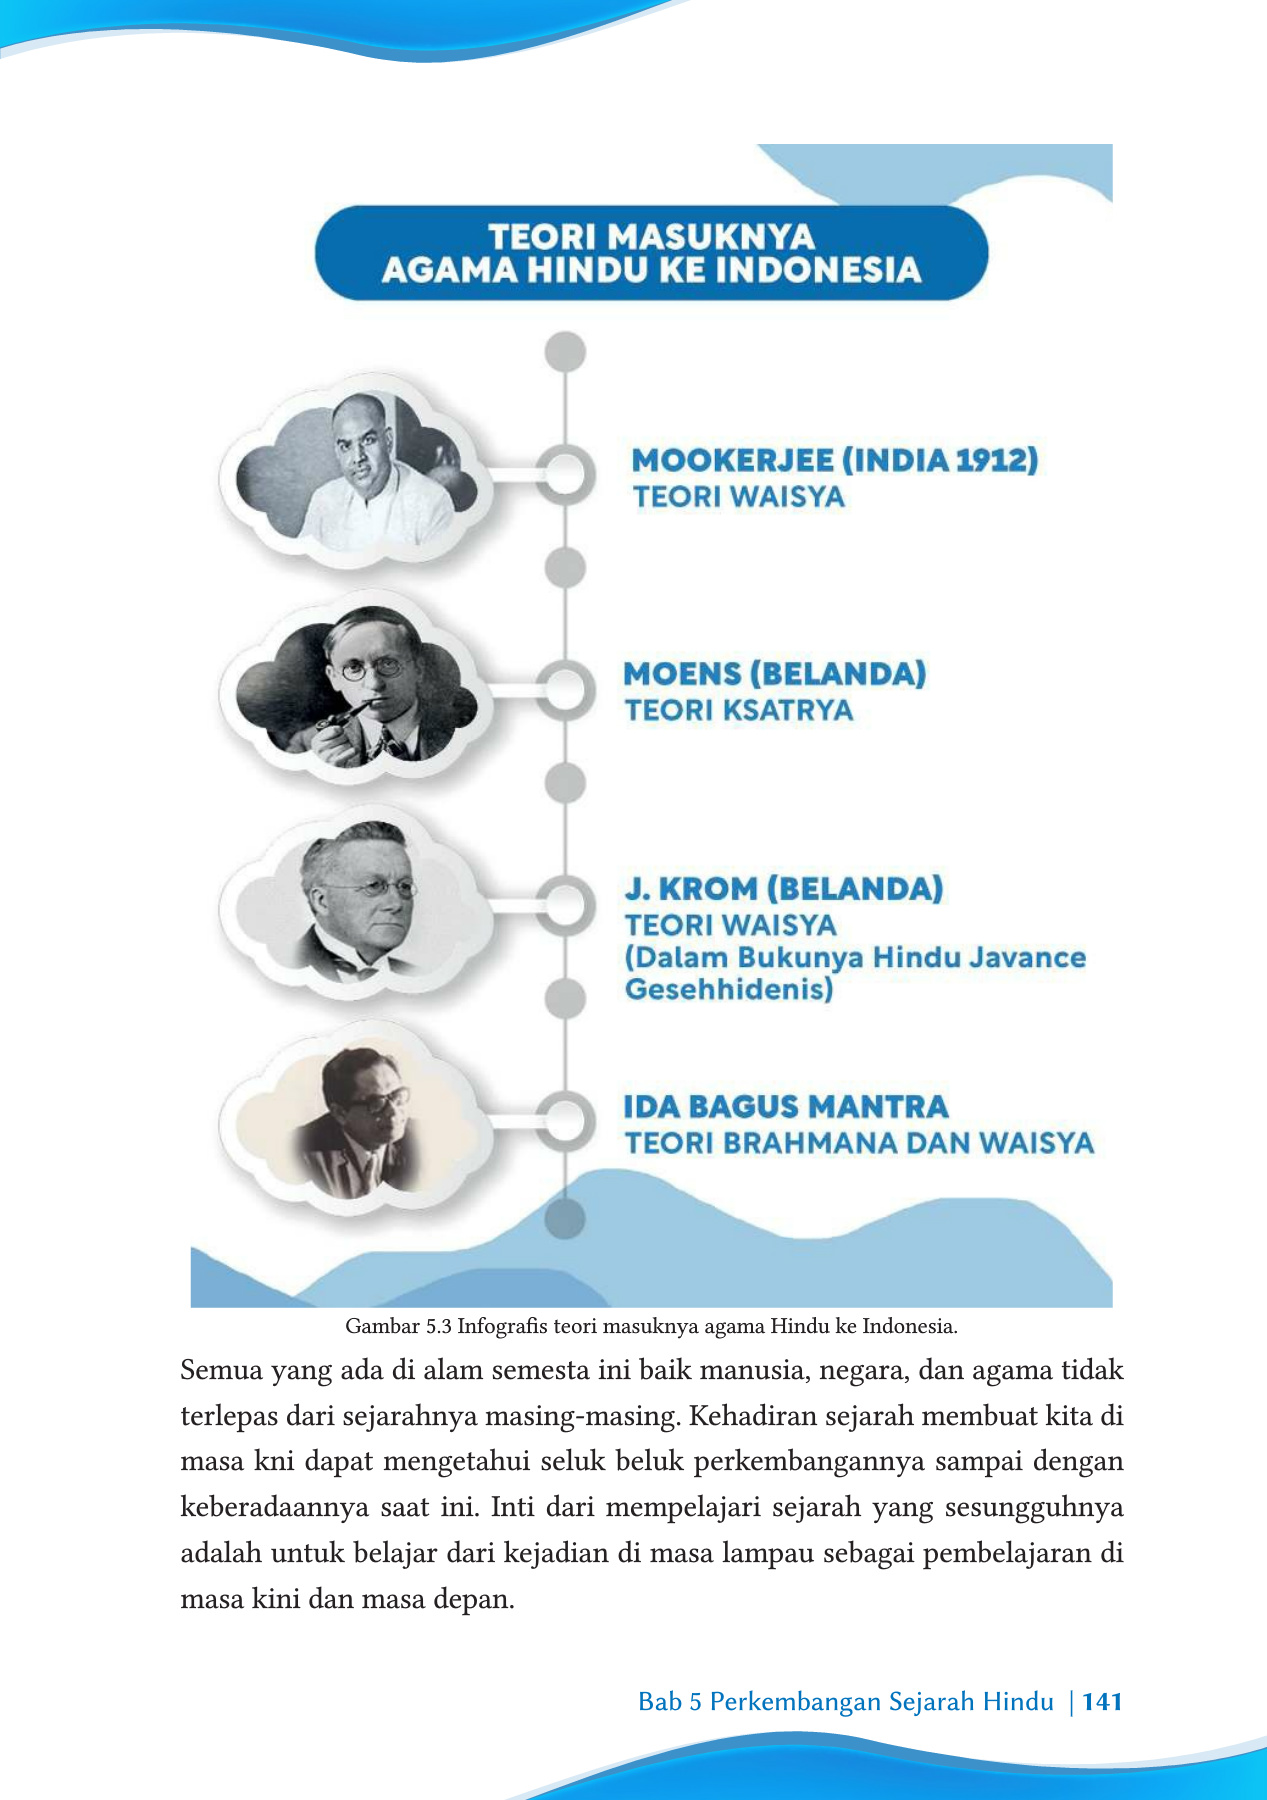 TEORI MASUKNYA
AGAMA HINDU KE INDONESIA
MOOKERJEE (INDIA 1912)
TEORI WAISYA
MOENS (BELANDA)
TEORI KSATRYA
J. KROM (BELANDA)
TEORI WAISYA
(Dalam Bukunya Hindu Javance
Gesehhidenis)
IDA BAGUS MANTRA
TEORI BRAHMANA DAN WAISYA
Gambar 5.3 Infografis teori masuknya agama Hindu ke Indonesia.
Semua yang ada di alam semesta ini baik manusia, negara, dan agama tidak
terlepas dari sejarahnya masing-masing. Kehadiran sejarah membuat kita di
masa kni dapat mengetahui seluk beluk perkembangannya sampai dengan
keberadaannya saat ini. Inti dari mempelajari sejarah yang sesungguhnya
adalah untuk belajar dari kejadian di masa lampau sebagai pembelajaran di
masa kini dan masa depan.
Bab 5 Perkembangan Sejarah Hindu | 141